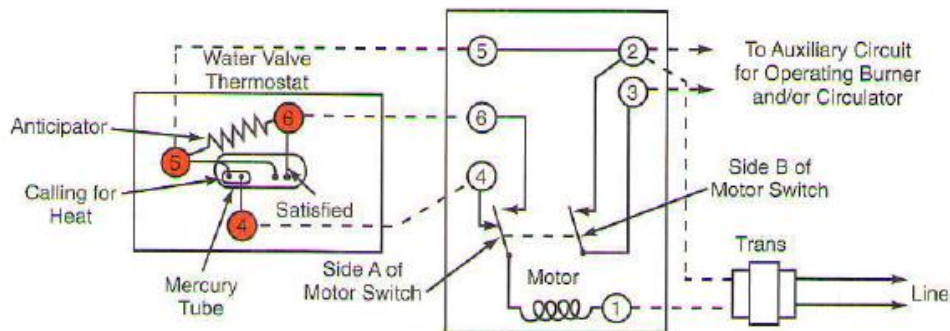 Water Valve
Thermostat
Anticipator
6
5
Calling for
Heat
4
Satisfied
Mercury
Tube
5
2
3
6
4
To Auxiliary Circuit
for Operating Burner
and/or Circulator
Side B of
Motor Switch
Side A of
Motor Switch
Motor
1
Trans
Line